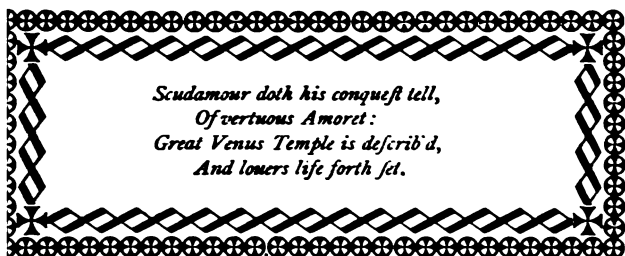 Scudamour doth his conqueſt tell,
Of vertuous Amoret:
Great Venus Temple is deſcrib'd,
And louers life forth ſet.